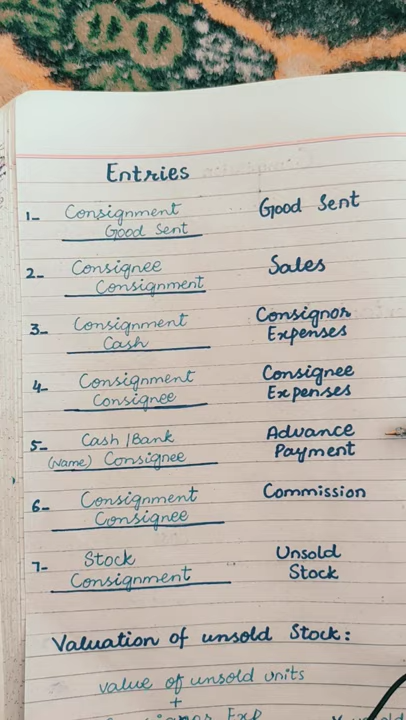 Entries
1- Consignment Good Sent
Good Sent
2- Consignee Sales
Consignment
3- Consignment Consignor
Cash Expenses
4- Consignment Consignee
Consignee Expenses
5- Cash/Bank Advance
(Name) Consignee Payment
6- Consignment Commission
Consignee
7- Stock Unsold
Consignment Stock
Valuation of unsold Stock:
value of unsold units
+
Exp